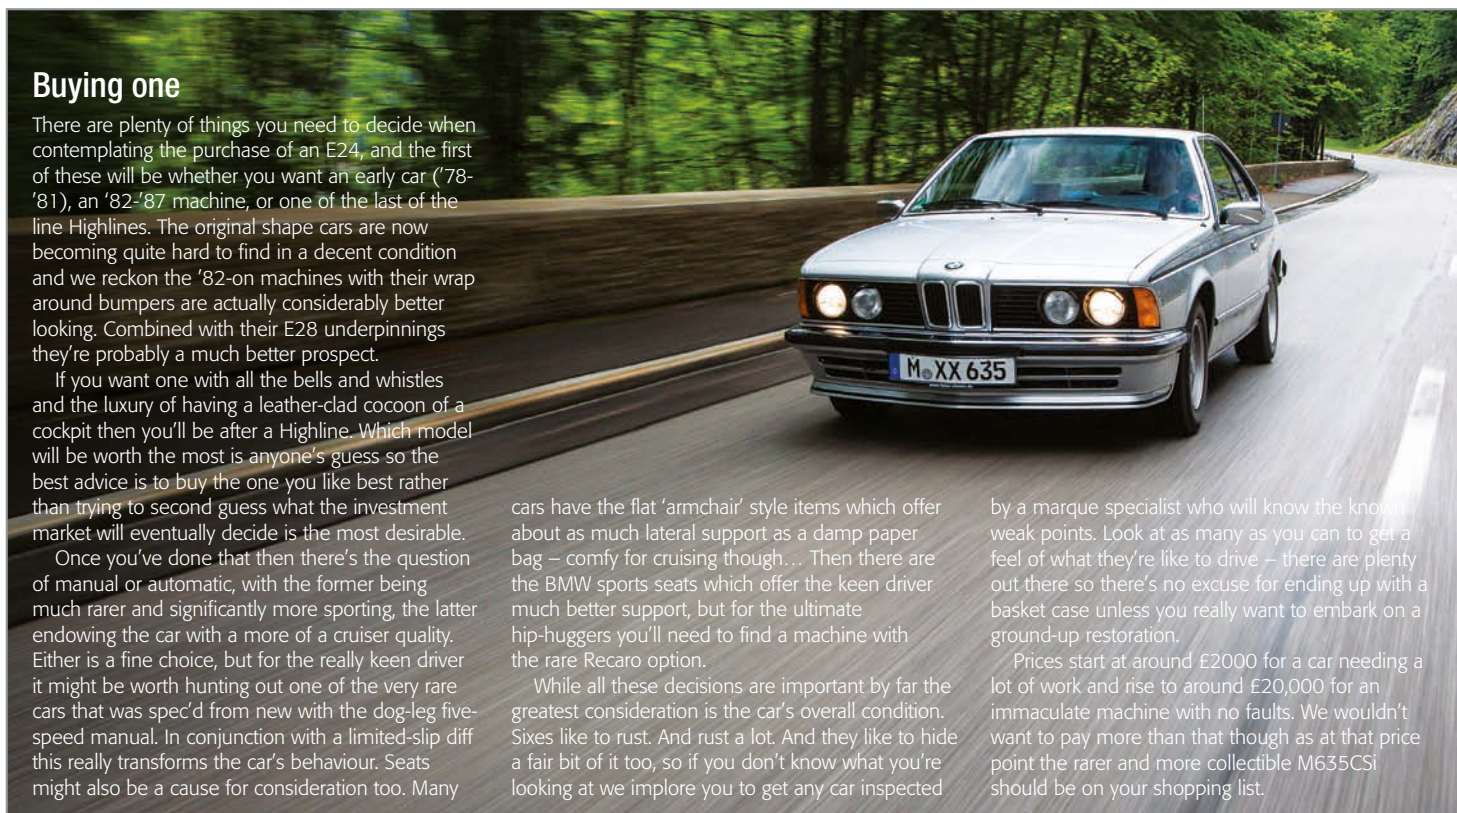 Buying one
There are plenty of things you need to decide when
contemplating the purchase of an E24, and the first
of these will be whether you want an early car (’78-
’81), an ‘82-’87 machine, or one of the last of the
line Highlines. The original shape cars are now
becoming quite hard to find in a decent condition
and we reckon the ’82-on machines with their wrap
around bumpers are actually considerably better
looking. Combined with their E28 underpinnings
they’re probably a much better prospect.
If you want one with all the bells and whistles
and the luxury of having a leather-clad cocoon of a
cockpit then you’ll be after a Highline. Which model
will be worth the most is anyone’s guess so the
best advice is to buy the one you like best rather
than trying to second guess what the investment
market will eventually decide is the most desirable.
Once you’ve done that then there’s the question
of manual or automatic, with the former being
much rarer and significantly more sporting, the latter
endowing the car with a more of a cruiser quality.
Either is a fine choice, but for the really keen driver
it might be worth hunting out one of the very rare
cars that was spec’d from new with the dog-leg five-
speed manual. In conjunction with a limited-slip diff
this really transforms the car’s behaviour. Seats
might also be a cause for consideration too. Many
cars have the flat ‘armchair’ style items which offer
about as much lateral support as a damp paper
bag – comfy for cruising though… Then there are
the BMW sports seats which offer the keen driver
much better support, but for the ultimate
hip-huggers you’ll need to find a machine with
the rare Recaro option.
While all these decisions are important by far the
greatest consideration is the car’s overall condition.
Sixes like to rust. And rust a lot. And they like to hide
a fair bit of it too, so if you don’t know what you’re
looking at we implore you to get any car inspected
by a marque specialist who will know the known
weak points. Look at as many as you can to get a
feel of what they’re like to drive – there are plenty
out there so there’s no excuse for ending up with a
basket case unless you really want to embark on a
ground-up restoration.
Prices start at around £2000 for a car needing a
lot of work and rise to around £20,000 for an
immaculate machine with no faults. We wouldn’t
want to pay more than that though as at that price
point the rarer and more collectible M635CSi
should be on your shopping list.
M XX 635